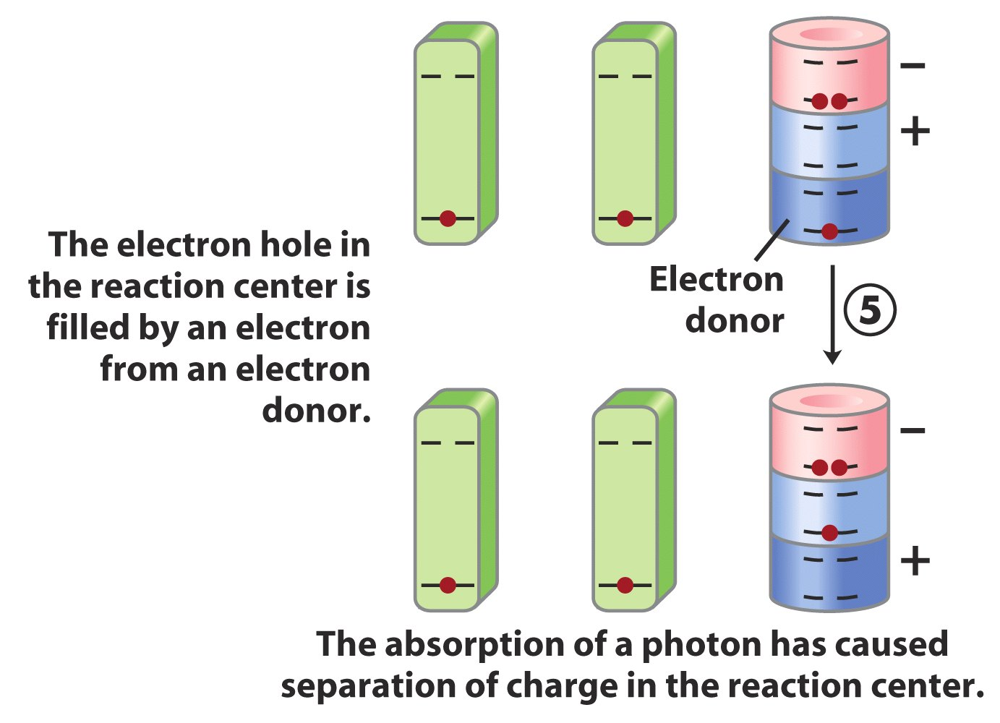 −
+
The electron hole in
the reaction center is
filled by an electron
from an electron
donor.
Electron
donor
5
−
+
The absorption of a photon has caused
separation of charge in the reaction center.